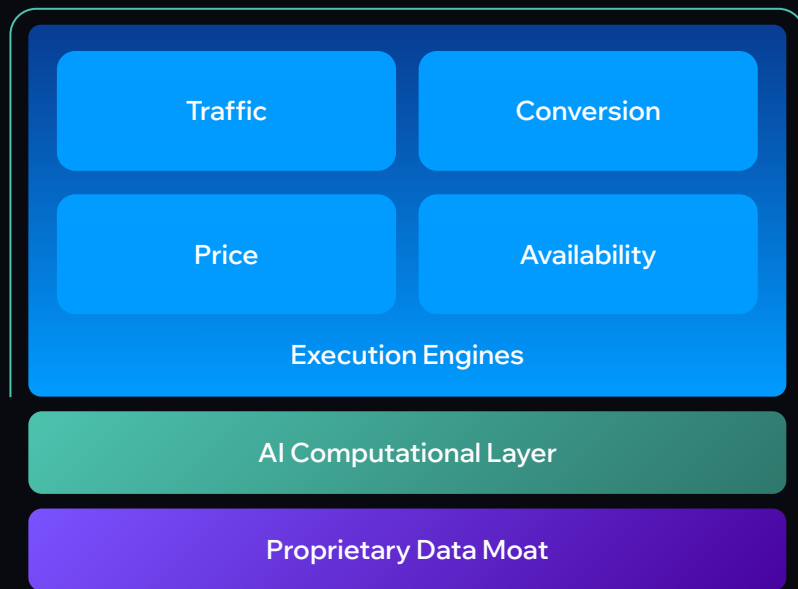 Traffic
Conversion
Price
Availability
Execution Engines
AI Computational Layer
Proprietary Data Moat